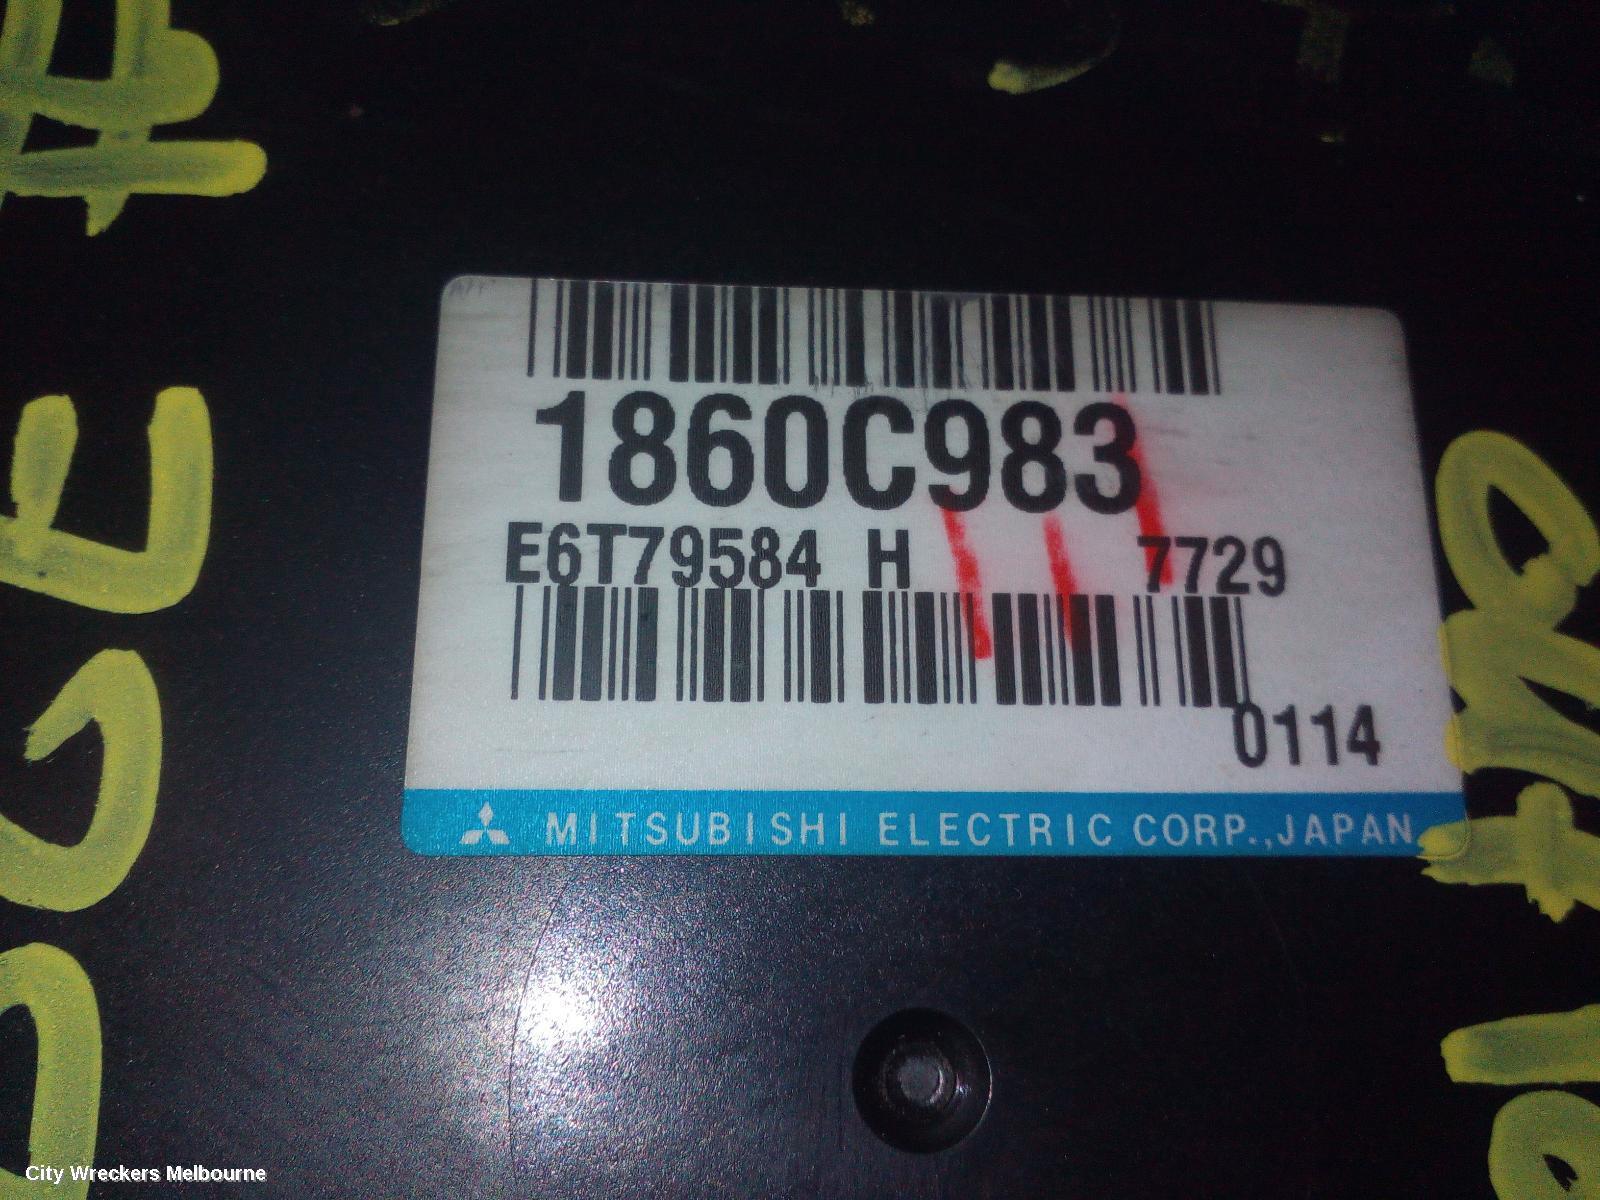 1860C983
E6T79584 H 7729
0114
MITSUBISHI ELECTRIC CORP.,JAPAN
City Wreckers Melbourne